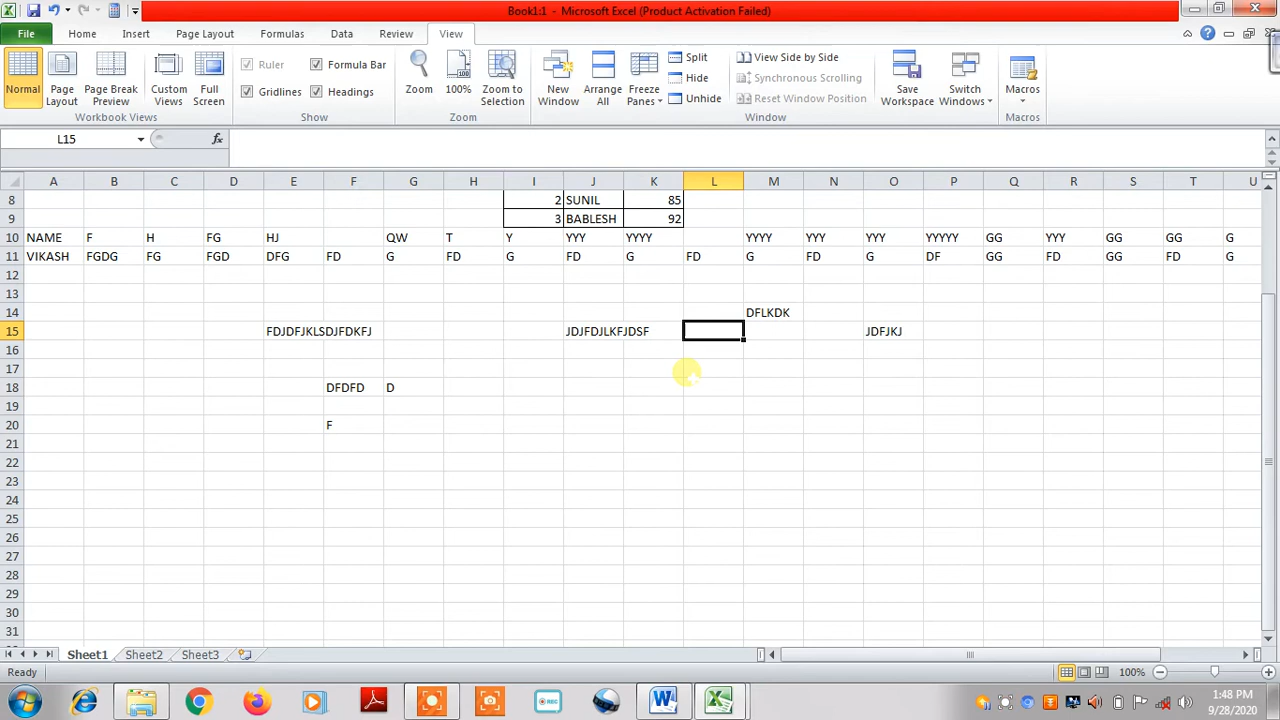 Book1:1 - Microsoft Excel (Product Activation Failed)
File Home Insert Page Layout Formulas Data Review View
Normal Page Layout Page Break Preview Custom Views Full Screen
Workbook Views
Ruler Formula Bar
Gridlines Headings
Show
Zoom 100% Zoom to Selection
Zoom
New Window Arrange All Freeze Panes
Split View Side by Side
Hide Synchronous Scrolling
Unhide Reset Window Position
Window
Save Workspace Switch Windows
Macros
Macros
L15 fx
A B C D E F G H I J K L M N O P Q R S T U
8 2 SUNIL 85
9 3 BABLESH 92
10 NAME F H FG HJ QW T Y YYY YYYY YYYY YYY YYY YYYYY GG YYY GG GG G
11 VIKASH FGDG FG FGD DFG FD G FD G FD G FD G FD G DF GG FD GG FD G
12
13
14 DFLKDK
15 FDJDFJKLSDJFDKFJ JDJFDJLKFJDSF JDFJKJ
16
17
18 DFDFD D
19
20 F
21
22
23
24
25
26
27
28
29
30
31
Sheet1 Sheet2 Sheet3
Ready 100%
1:48 PM
9/28/2020